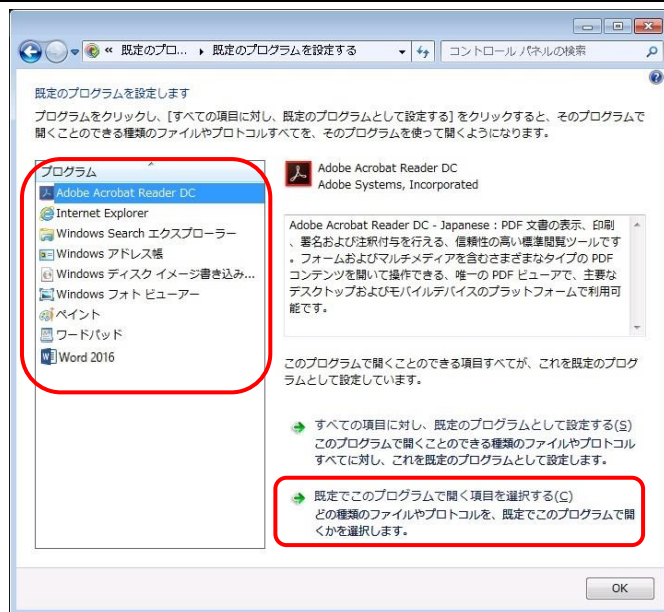 « 既定のプロ... ▸ 既定のプログラムを設定する
コントロール パネルの検索
既定のプログラムを設定します
プログラムをクリックし、[すべての項目に対し、既定のプログラムとして設定する] をクリックすると、そのプログラムで
開くことのできる種類のファイルやプロトコルすべてを、そのプログラムを使って開くようになります。
プログラム
Adobe Acrobat Reader DC
Internet Explorer
Windows Search エクスプローラー
Windows アドレス帳
Windows ディスク イメージ書き込み...
Windows フォト ビューアー
ペイント
ワードパッド
Word 2016
Adobe Acrobat Reader DC
Adobe Systems, Incorporated
Adobe Acrobat Reader DC - Japanese : PDF 文書の表示、印刷
、署名および注釈付与を行える、信頼性の高い標準閲覧ツールです
。フォームおよびマルチメディアを含むさまざまなタイプの PDF
コンテンツを開いて操作できる、唯一の PDF ビューアで、主要な
デスクトップおよびモバイルデバイスのプラットフォームで利用可
能です。
このプログラムで開くことのできる項目すべてが、これを既定のプログ
ラムとして設定しています。
すべての項目に対し、既定のプログラムとして設定する(S)
このプログラムで開くことのできる種類のファイルやプロトコル
すべてに対し、これを既定のプログラムとして設定します。
既定でこのプログラムで開く項目を選択する(C)
どの種類のファイルやプロトコルを、既定でこのプログラムで開
くかを選択します。
OK